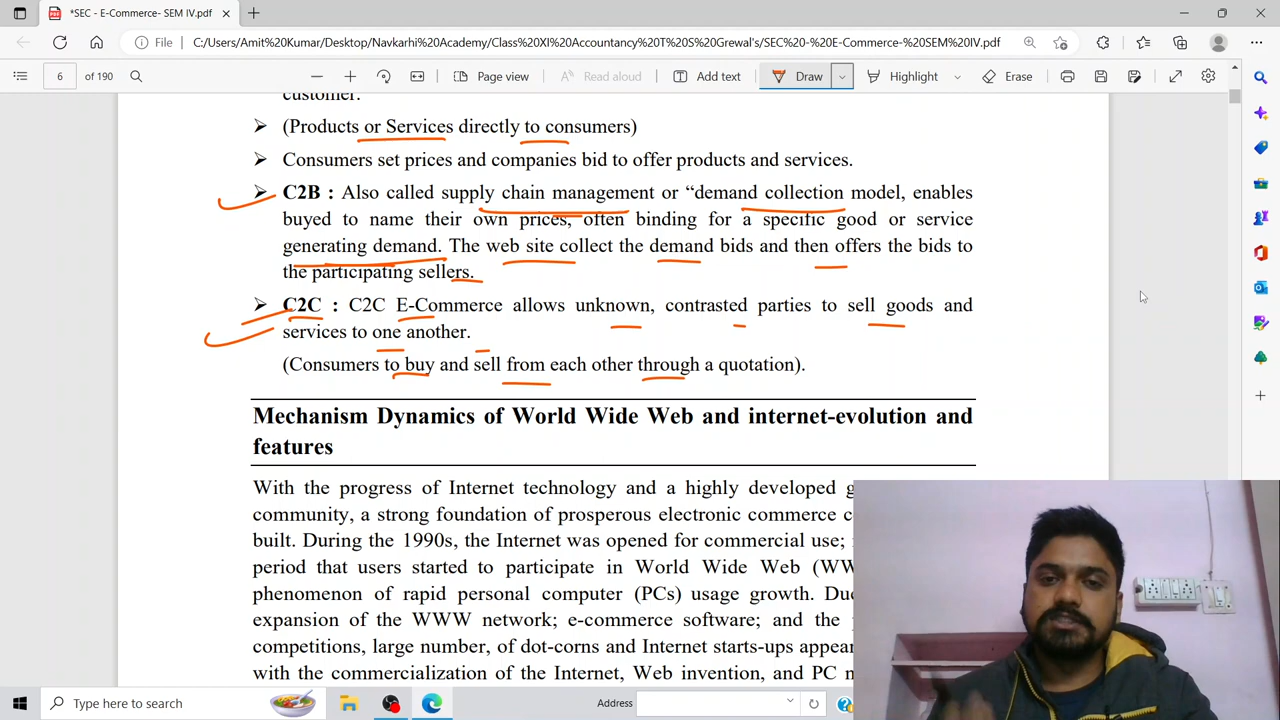 *SEC - E-Commerce- SEM IV.pdf
File
C:/Users/Amit%20Kumar/Desktop/Navkarhi%20Academy/Class%20XI%20Accountancy%20T%20S%20Grewal's/SEC%20-%20E-Commerce-%20SEM%20IV.pdf
6 of 190
Page view
Read aloud
Add text
Draw
Highlight
Erase
customer.
(Products or Services directly to consumers)
Consumers set prices and companies bid to offer products and services.
C2B : Also called supply chain management or “demand collection model, enables
buyed to name their own prices, often binding for a specific good or service
generating demand. The web site collect the demand bids and then offers the bids to
the participating sellers.
C2C : C2C E-Commerce allows unknown, contrasted parties to sell goods and
services to one another.
(Consumers to buy and sell from each other through a quotation).
Mechanism Dynamics of World Wide Web and internet-evolution and
features
With the progress of Internet technology and a highly developed
community, a strong foundation of prosperous electronic commerce
built. During the 1990s, the Internet was opened for commercial use;
period that users started to participate in World Wide Web (WW
phenomenon of rapid personal computer (PCs) usage growth. Du
expansion of the WWW network; e-commerce software; and the
competitions, large number, of dot-corns and Internet starts-ups appea
with the commercialization of the Internet, Web invention, and PC
Type here to search
Address